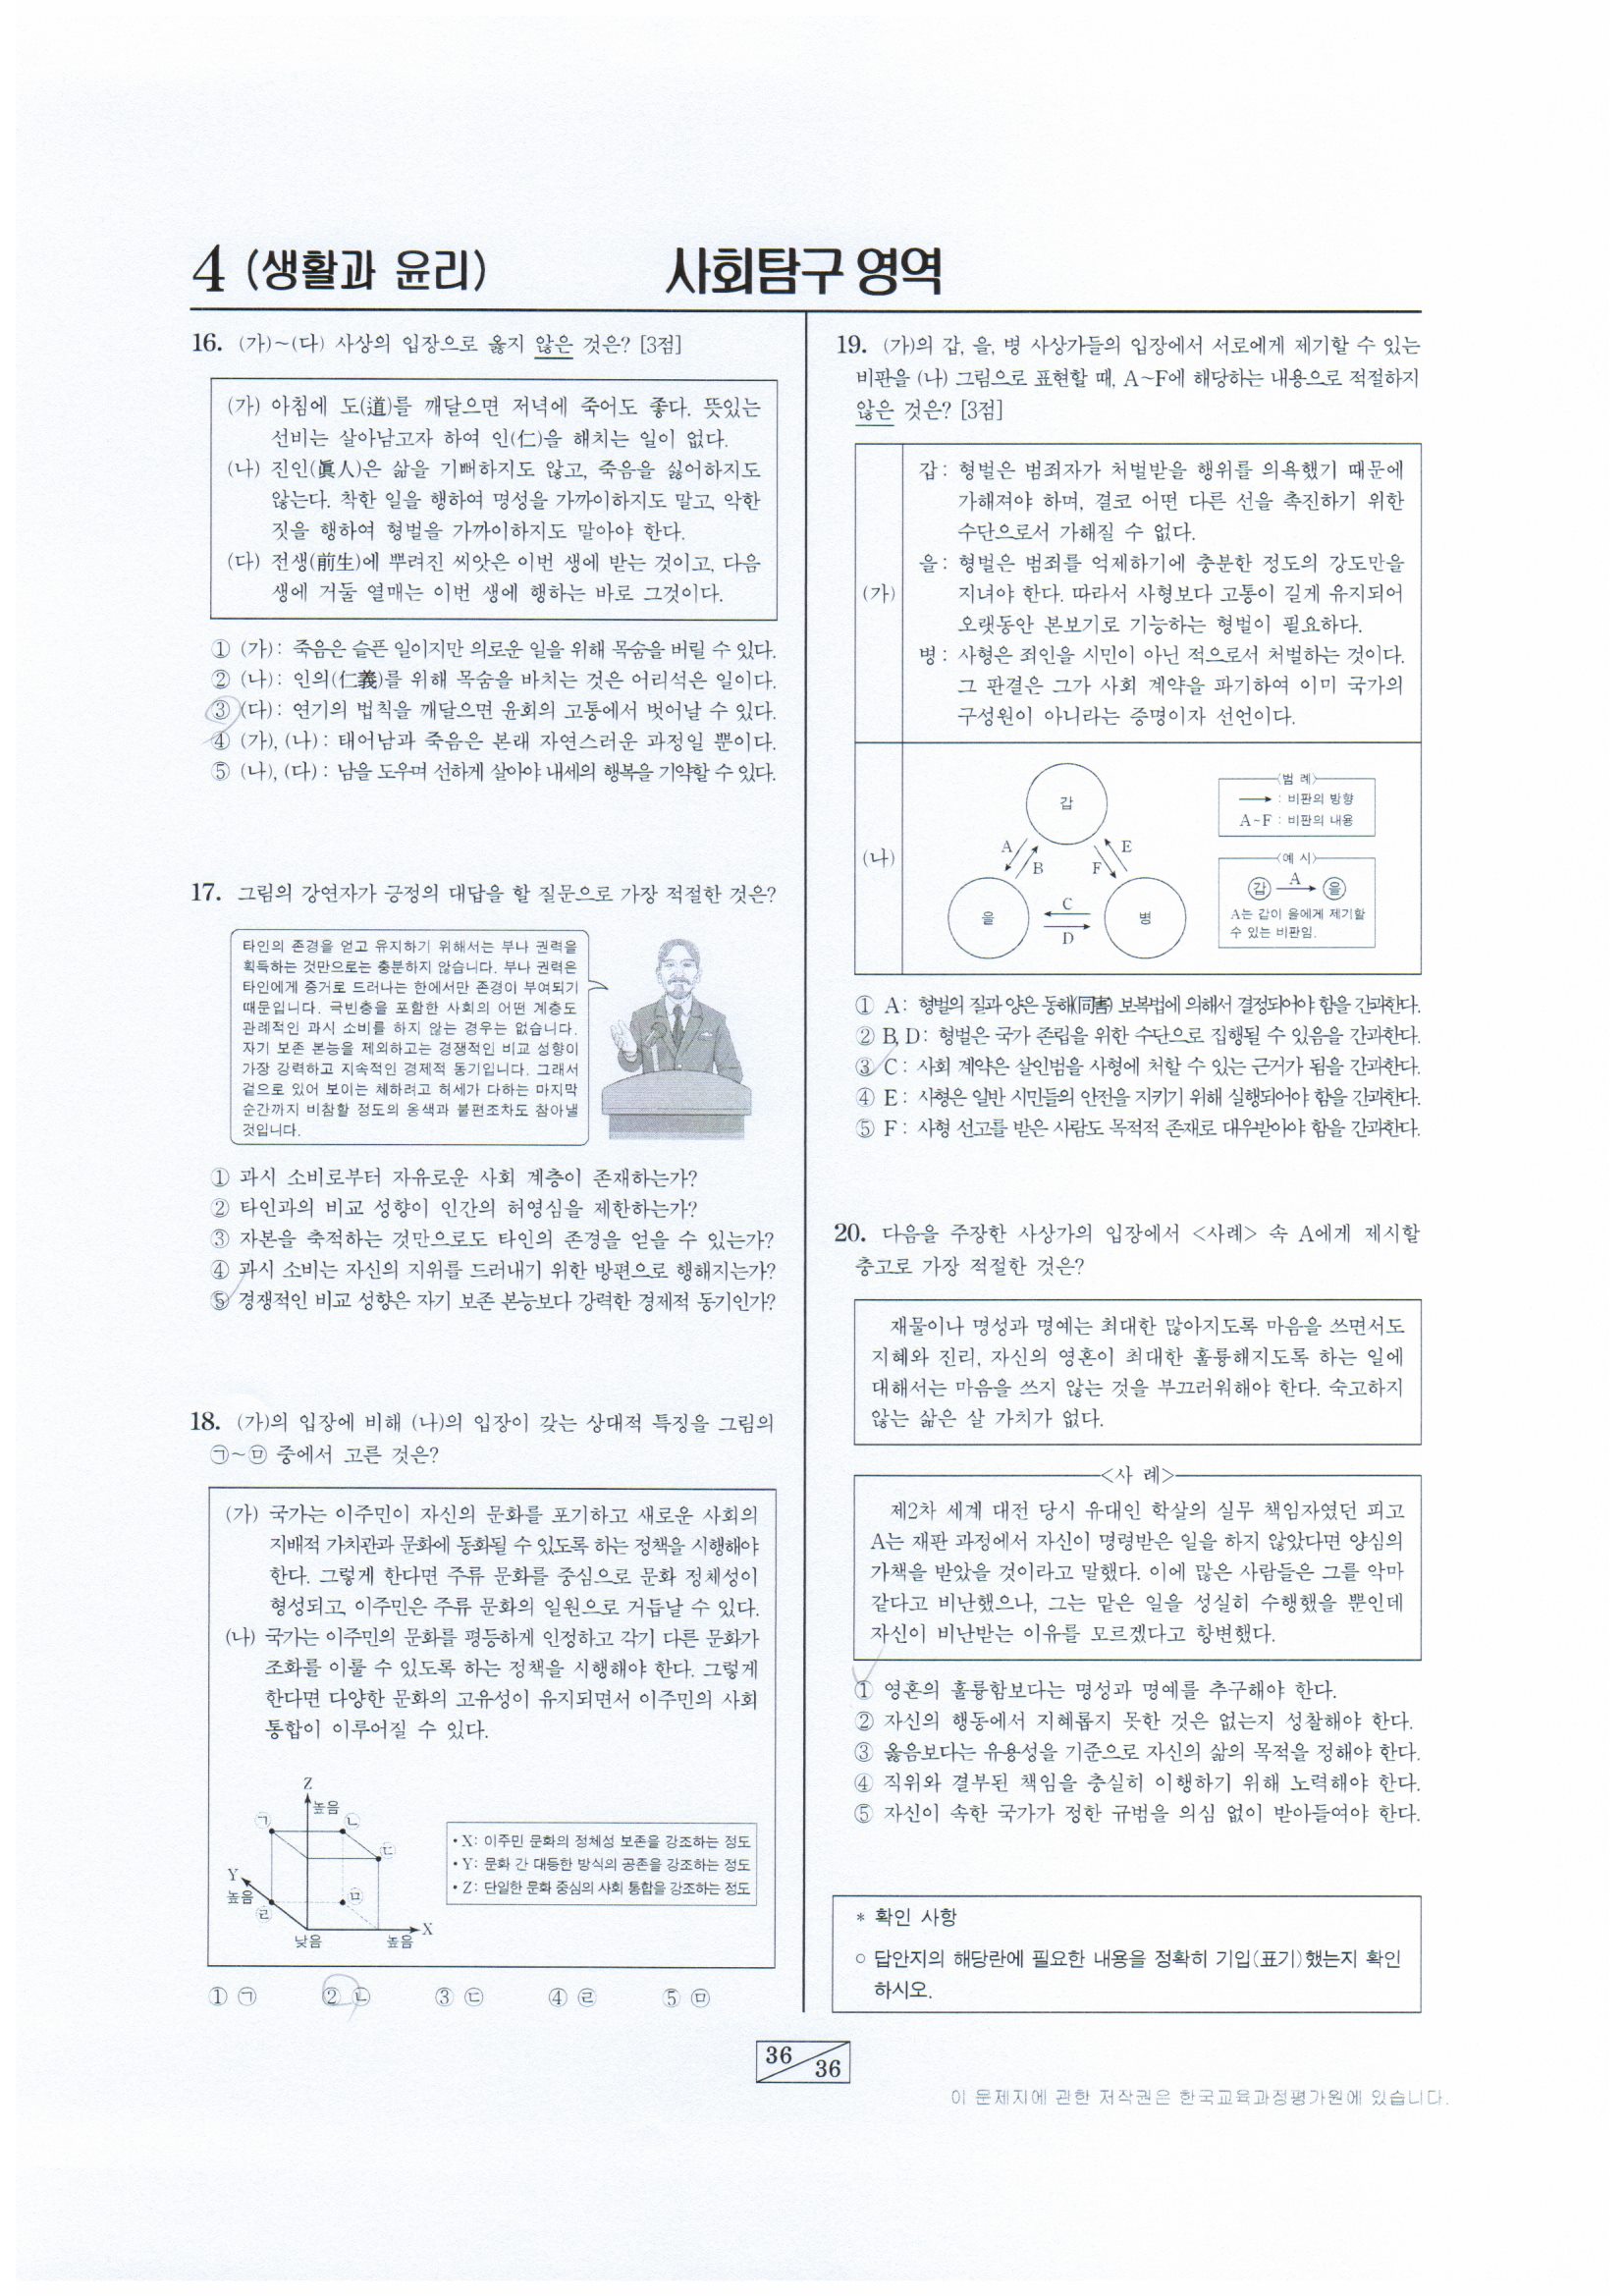 4 (생활과 윤리)
사회탐구 영역
16. (가)~(다) 사상의 입장으로 옳지 않은 것은? [3점]
(가) 아침에 도(道)를 깨달으면 저녁에 죽어도 좋다. 뜻있는
선비는 살아남고자 하여 인(仁)을 해치는 일이 없다.
(나) 진인(眞人)은 삶을 기뻐하지도 않고, 죽음을 싫어하지도
않는다. 착한 일을 행하여 명성을 가까이하지도 말고, 악한
짓을 행하여 형벌을 가까이하지도 말아야 한다.
(다) 전생(前生)에 뿌려진 씨앗은 이번 생에 받는 것이고, 다음
생에 거둘 열매는 이번 생에 행하는 바로 그것이다.
① (가): 죽음은 슬픈 일이지만 의로운 일을 위해 목숨을 버릴 수 있다.
② (나): 인의(仁義)를 위해 목숨을 바치는 것은 어리석은 일이다.
③ (다): 연기의 법칙을 깨달으면 윤회의 고통에서 벗어날 수 있다.
④ (가), (나): 태어남과 죽음은 본래 자연스러운 과정일 뿐이다.
⑤ (나), (다): 남을 도우며 선하게 살아야 내세의 행복을 기약할 수 있다.
17. 그림의 강연자가 긍정의 대답을 할 질문으로 가장 적절한 것은?
타인의 존경을 얻고 유지하기 위해서는 부나 권력을
획득하는 것만으로는 충분하지 않습니다. 부나 권력은
타인에게 증거로 드러나는 한에서만 존경이 부여되기
때문입니다. 극빈층을 포함한 사회의 어떤 계층도
관례적인 과시 소비를 하지 않는 경우는 없습니다.
자기 보존 본능을 제외하고는 경쟁적인 비교 성향이
가장 강력하고 지속적인 경제적 동기입니다. 그래서
겉으로 있어 보이는 체하려고 허세가 다하는 마지막
순간까지 비참할 정도의 옹색과 불편조차도 참아낼
것입니다.
① 과시 소비로부터 자유로운 사회 계층이 존재하는가?
② 타인과의 비교 성향이 인간의 허영심을 제한하는가?
③ 자본을 축적하는 것만으로도 타인의 존경을 얻을 수 있는가?
④ 과시 소비는 자신의 지위를 드러내기 위한 방편으로 행해지는가?
⑤ 경쟁적인 비교 성향은 자기 보존 본능보다 강력한 경제적 동기인가?
18. (가)의 입장에 비해 (나)의 입장이 갖는 상대적 특징을 그림의
㉠~㉤ 중에서 고른 것은?
(가) 국가는 이주민이 자신의 문화를 포기하고 새로운 사회의
지배적 가치관과 문화에 동화될 수 있도록 하는 정책을 시행해야
한다. 그렇게 한다면 주류 문화를 중심으로 문화 정체성이
형성되고, 이주민은 주류 문화의 일원으로 거듭날 수 있다.
(나) 국가는 이주민의 문화를 평등하게 인정하고 각기 다른 문화가
조화를 이룰 수 있도록 하는 정책을 시행해야 한다. 그렇게
한다면 다양한 문화의 고유성이 유지되면서 이주민의 사회
통합이 이루어질 수 있다.
Z
높음
㉠
㉡
㉢
Y
높음
㉣
㉤
X
낮음
높음
• X: 이주민 문화의 정체성 보존을 강조하는 정도
• Y: 문화 간 대등한 방식의 공존을 강조하는 정도
• Z: 단일한 문화 중심의 사회 통합을 강조하는 정도
① ㉠ ② ㉡ ③ ㉢ ④ ㉣ ⑤ ㉤
19. (가)의 갑, 을, 병 사상가들의 입장에서 서로에게 제기할 수 있는
비판을 (나) 그림으로 표현할 때, A~F에 해당하는 내용으로 적절하지
않은 것은? [3점]
(가)
갑: 형벌은 범죄자가 처벌받을 행위를 의욕했기 때문에
가해져야 하며, 결코 어떤 다른 선을 촉진하기 위한
수단으로서 가해질 수 없다.
을: 형벌은 범죄를 억제하기에 충분한 정도의 강도만을
지녀야 한다. 따라서 사형보다 고통이 길게 유지되어
오랫동안 본보기로 기능하는 형벌이 필요하다.
병: 사형은 죄인을 시민이 아닌 적으로서 처벌하는 것이다.
그 판결은 그가 사회 계약을 파기하여 이미 국가의
구성원이 아니라는 증명이자 선언이다.
(나)
갑
을
병
A
B
C
D
E
F
<범 례>
→ : 비판의 방향
A~F : 비판의 내용
<예 시>
갑 A → 을
A는 갑이 을에게 제기할
수 있는 비판임.
① A: 형벌의 질과 양은 동해(同害) 보복법에 의해서 결정되어야 함을 간과한다.
② B, D: 형벌은 국가 존립을 위한 수단으로 집행될 수 있음을 간과한다.
③ C: 사회 계약은 살인범을 사형에 처할 수 있는 근거가 됨을 간과한다.
④ E: 사형은 일반 시민들의 안전을 지키기 위해 실행되어야 함을 간과한다.
⑤ F: 사형 선고를 받은 사람도 목적적 존재로 대우받아야 함을 간과한다.
20. 다음을 주장한 사상가의 입장에서 <사례> 속 A에게 제시할
충고로 가장 적절한 것은?
재물이나 명성과 명예는 최대한 많아지도록 마음을 쓰면서도
지혜와 진리, 자신의 영혼이 최대한 훌륭해지도록 하는 일에
대해서는 마음을 쓰지 않는 것을 부끄러워해야 한다. 숙고하지
않는 삶은 살 가치가 없다.
<사 례>
제2차 세계 대전 당시 유대인 학살의 실무 책임자였던 피고
A는 재판 과정에서 자신이 명령받은 일을 하지 않았다면 양심의
가책을 받았을 것이라고 말했다. 이에 많은 사람들은 그를 악마
같다고 비난했으나, 그는 맡은 일을 성실히 수행했을 뿐인데
자신이 비난받는 이유를 모르겠다고 항변했다.
① 영혼의 훌륭함보다는 명성과 명예를 추구해야 한다.
② 자신의 행동에서 지혜롭지 못한 것은 없는지 성찰해야 한다.
③ 옳음보다는 유용성을 기준으로 자신의 삶의 목적을 정해야 한다.
④ 직위와 결부된 책임을 충실히 이행하기 위해 노력해야 한다.
⑤ 자신이 속한 국가가 정한 규범을 의심 없이 받아들여야 한다.
* 확인 사항
○ 답안지의 해당란에 필요한 내용을 정확히 기입(표기)했는지 확인
하시오.
36
36
이 문제지에 관한 저작권은 한국교육과정평가원에 있습니다.